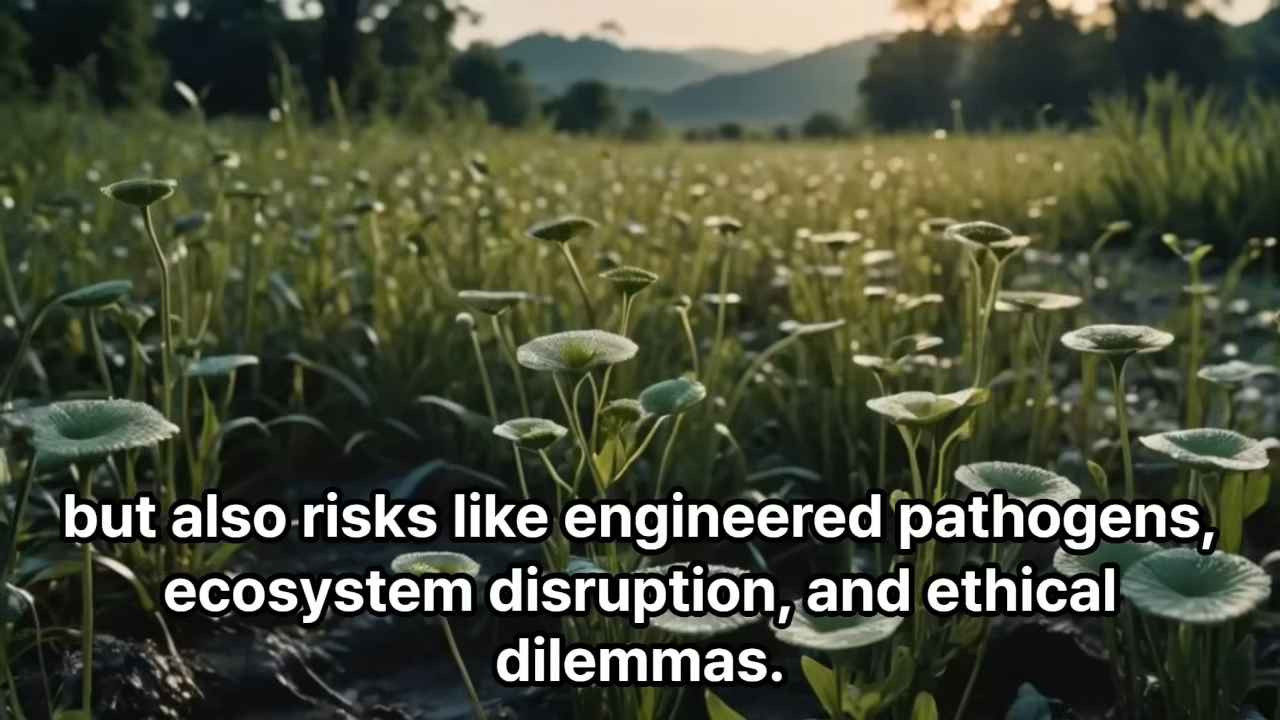 but also risks like engineered pathogens,
ecosystem disruption, and ethical
dilemmas.